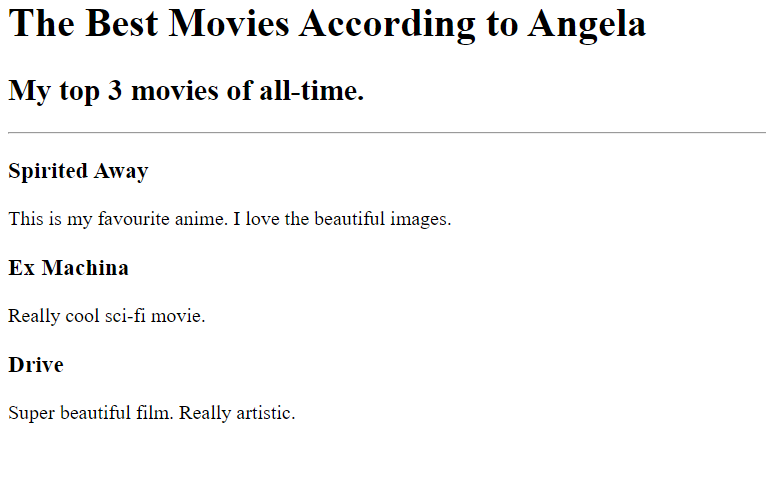 The Best Movies According to Angela
My top 3 movies of all-time.
Spirited Away
This is my favourite anime. I love the beautiful images.
Ex Machina
Really cool sci-fi movie.
Drive
Super beautiful film. Really artistic.